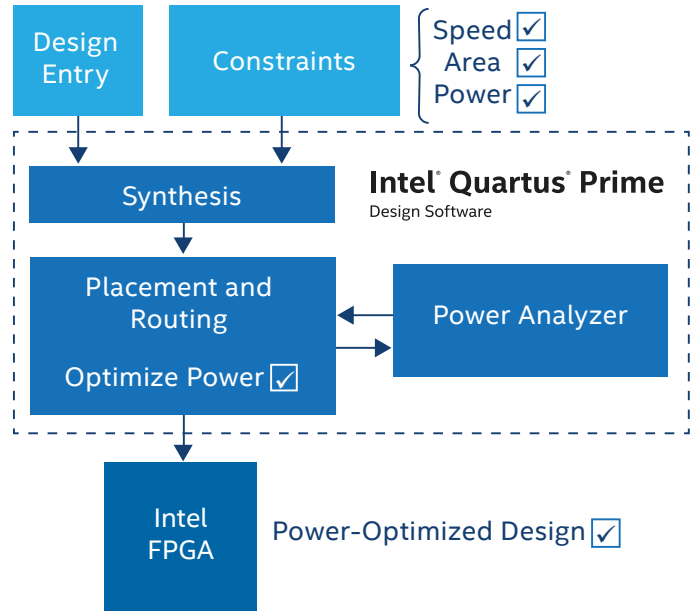 Design
Entry
Constraints
Speed
Area
Power
Synthesis
Intel® Quartus® Prime
Design Software
Placement and
Routing
Optimize Power
Power Analyzer
Intel
FPGA
Power-Optimized Design